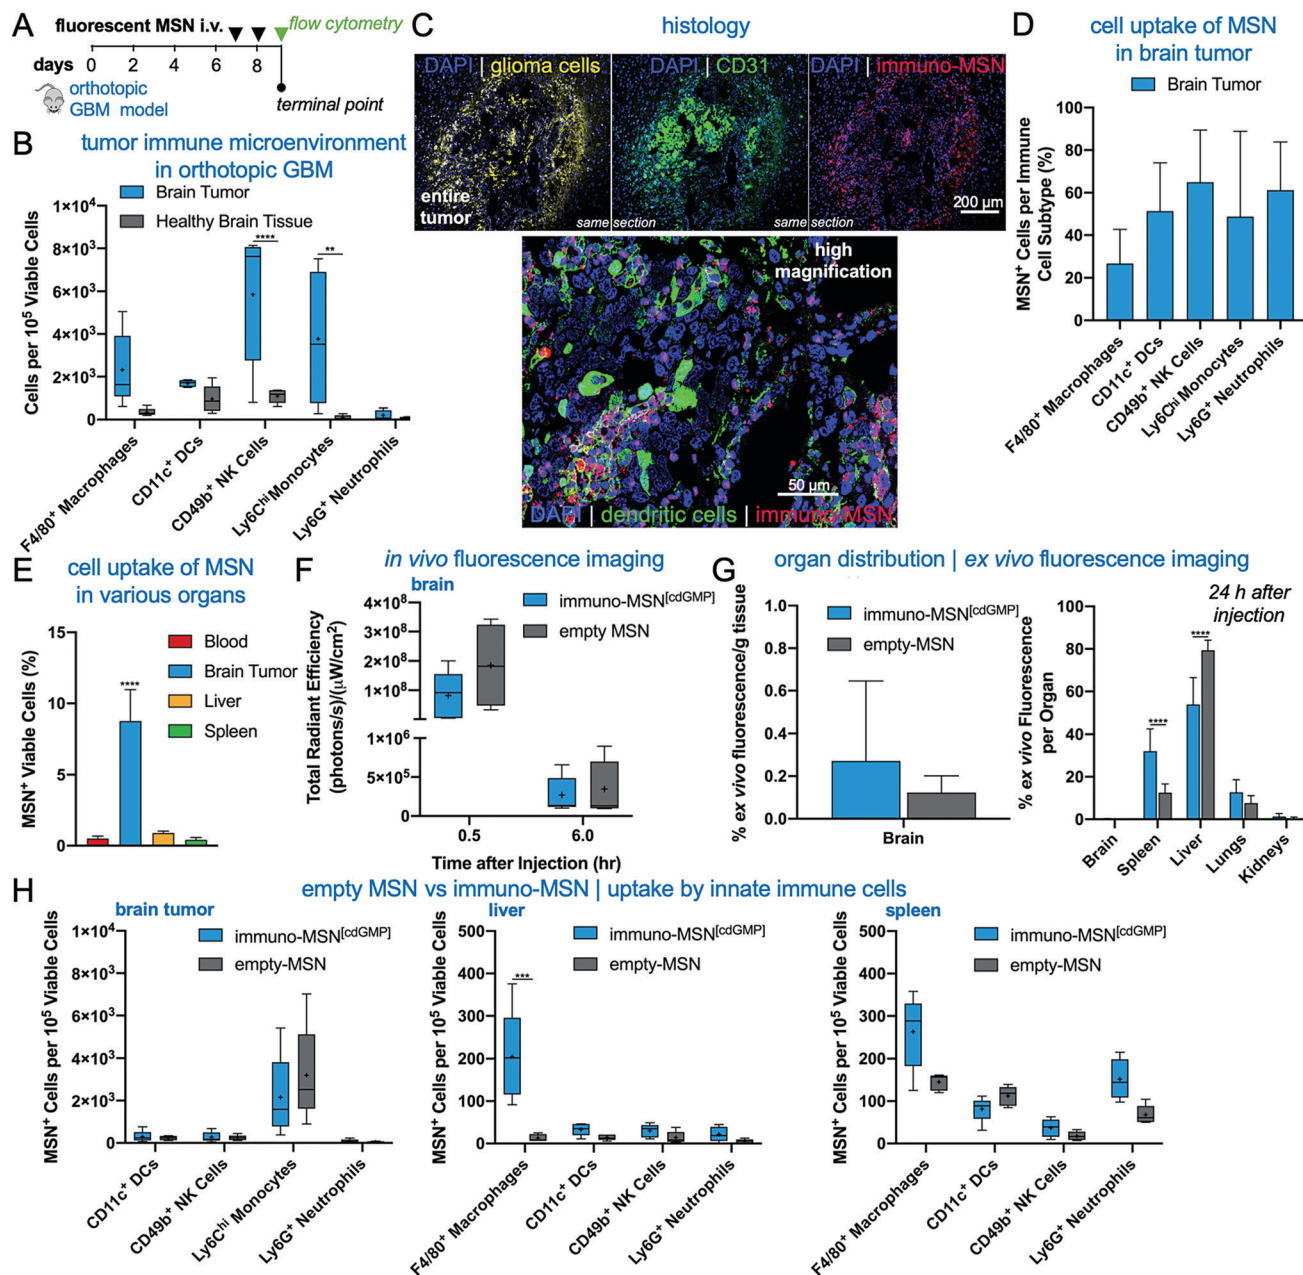 A
fluorescent MSN i.v.
flow cytometry
days
0 2 4 6 8
orthotopic
GBM model
terminal point
B
tumor immune microenvironment
in orthotopic GBM
Brain Tumor
Healthy Brain Tissue
Cells per 10⁵ Viable Cells
1×10⁴
8×10³
6×10³
4×10³
2×10³
0
****
**
F4/80⁺ Macrophages
CD11c⁺ DCs
CD49b⁺ NK Cells
Ly6Cʰⁱ Monocytes
Ly6G⁺ Neutrophils
C
histology
DAPI | glioma cells
DAPI | CD31
DAPI | immuno-MSN
entire
tumor
same section
same section
200 µm
high
magnification
50 µm
DAPI | dendritic cells | immuno-MSN
D
cell uptake of MSN
in brain tumor
Brain Tumor
MSN⁺ Cells per Immune
Cell Subtype (%)
100
80
60
40
20
0
F4/80⁺ Macrophages
CD11c⁺ DCs
CD49b⁺ NK Cells
Ly6Cʰⁱ Monocytes
Ly6G⁺ Neutrophils
E
cell uptake of MSN
in various organs
MSN⁺ Viable Cells (%)
15
10
5
0
****
Blood
Brain Tumor
Liver
Spleen
F
in vivo fluorescence imaging
brain
immuno-MSN[cdGMP]
empty MSN
Total Radiant Efficiency
(photons/s)/(µW/cm²)
4×10⁸
3×10⁸
2×10⁸
1×10⁸
1×10⁶
5×10⁵
0
0.5 6.0
Time after Injection (hr)
G
organ distribution | ex vivo fluorescence imaging
immuno-MSN[cdGMP]
empty-MSN
% ex vivo fluorescence/g tissue
1.0
0.8
0.6
0.4
0.2
0.0
Brain
24 h after
injection
% ex vivo Fluorescence
per Organ
100
80
60
40
20
0
****
****
Brain
Spleen
Liver
Lungs
Kidneys
H
empty MSN vs immuno-MSN | uptake by innate immune cells
brain tumor
immuno-MSN[cdGMP]
empty-MSN
MSN⁺ Cells per 10⁵ Viable Cells
1×10⁴
8×10³
6×10³
4×10³
2×10³
0
CD11c⁺ DCs
CD49b⁺ NK Cells
Ly6Cʰⁱ Monocytes
Ly6G⁺ Neutrophils
liver
immuno-MSN[cdGMP]
empty-MSN
MSN⁺ Cells per 10⁵ Viable Cells
500
400
300
200
100
0
***
F4/80⁺ Macrophages
CD11c⁺ DCs
CD49b⁺ NK Cells
Ly6G⁺ Neutrophils
spleen
immuno-MSN[cdGMP]
empty-MSN
MSN⁺ Cells per 10⁵ Viable Cells
500
400
300
200
100
0
F4/80⁺ Macrophages
CD11c⁺ DCs
CD49b⁺ NK Cells
Ly6G⁺ Neutrophils